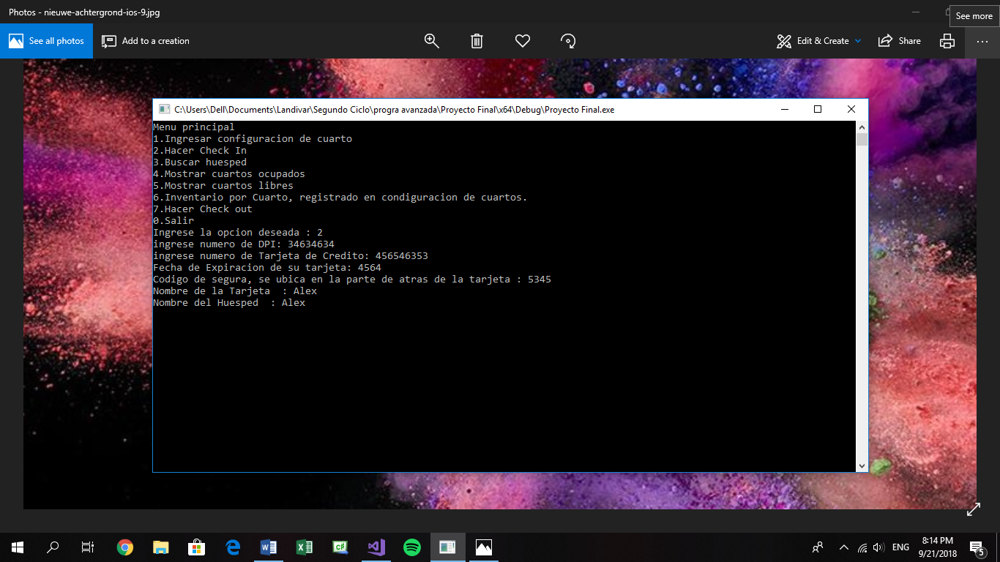 Photos - nieuwe-achtergrond-ios-9.jpg
See more
See all photos
Add to a creation
Edit & Create
Share
C:\Users\Dell\Documents\Landivar\Segundo Ciclo\progra avanzada\Proyecto Final\x64\Debug\Proyecto Final.exe
Menu principal
1.Ingresar configuracion de cuarto
2.Hacer Check In
3.Buscar huesped
4.Mostrar cuartos ocupados
5.Mostrar cuartos libres
6.Inventario por Cuarto, registrado en condiguracion de cuartos.
7.Hacer Check out
0.Salir
Ingrese la opcion deseada : 2
ingrese numero de DPI: 34634634
ingrese numero de Tarjeta de Credito: 456546353
Fecha de Expiracion de su tarjeta: 4564
Codigo de segura, se ubica en la parte de atras de la tarjeta : 5345
Nombre de la Tarjeta  : Alex
Nombre del Huesped  : Alex
ENG
8:14 PM
9/21/2018
5